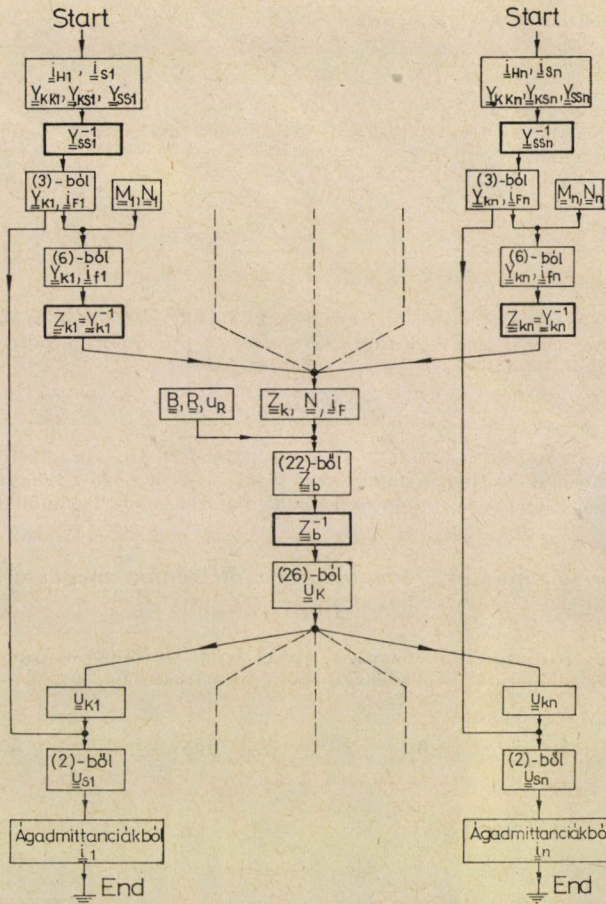 Start
i_H1, i_S1
Y_KK1, Y_KS1, Y_SS1
Y_SS1^-1
(3)-ból
Y_K1, i_F1
M_1, N_1
(6)-ból
Y_k1, i_f1
Z_k1=Y_k1^-1
Start
i_Hn, i_Sn
Y_KKn, Y_KSn, Y_SSn
Y_SSn^-1
(3)-ból
Y_kn, i_Fn
M_n, N_n
(6)-ból
Y_kn, i_fn
Z_kn=Y_kn^-1
B, R, u_R
Z_k, N, i_F
(22)-ből
Z_b
Z_b^-1
(26)-ból
U_K
U_K1
(2)-ből
U_S1
Ágadmittanciákból
i_1
End
U_kn
(2)-ből
U_Sn
Ágadmittanciákból
i_n
End